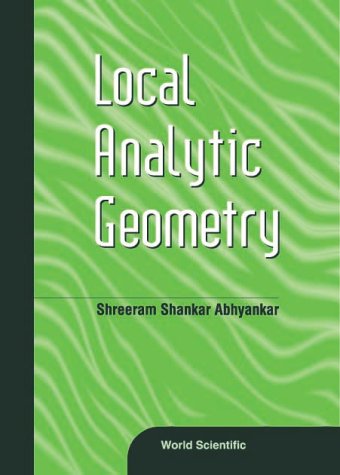 Local
Analytic
Geometry
Shreeram Shankar Abhyankar
World Scientific